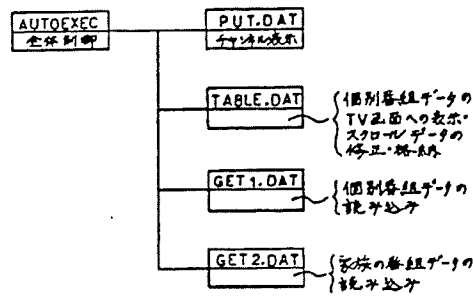 AUTOEXEC
全体制御
PUT.DAT
チャンネル表示
TABLE.DAT
個別番組データの
TV画面への表示・
スクロールデータの
修正・格納
GET1.DAT
個別番組データの
読み込み
GET2.DAT
家族の番組データの
読み込み